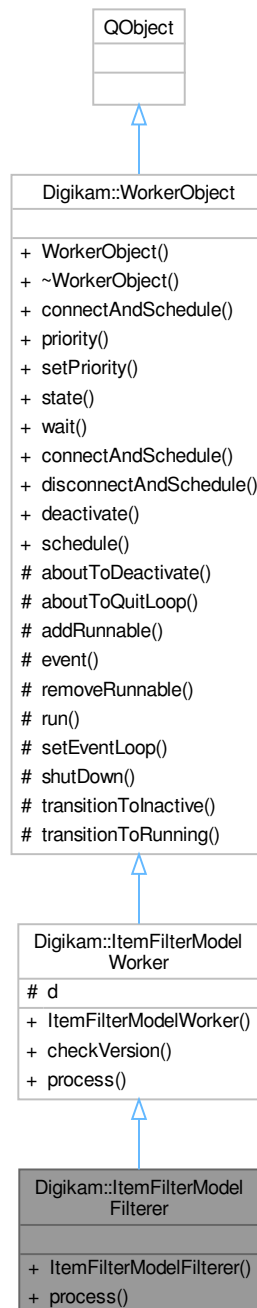 QObject
Digikam::WorkerObject
+ WorkerObject()
+ ~WorkerObject()
+ connectAndSchedule()
+ priority()
+ setPriority()
+ state()
+ wait()
+ connectAndSchedule()
+ disconnectAndSchedule()
+ deactivate()
+ schedule()
# aboutToDeactivate()
# aboutToQuitLoop()
# addRunnable()
# event()
# removeRunnable()
# run()
# setEventLoop()
# shutDown()
# transitionToInactive()
# transitionToRunning()
Digikam::ItemFilterModel
Worker
# d
+ ItemFilterModelWorker()
+ checkVersion()
+ process()
Digikam::ItemFilterModel
Filterer
+ ItemFilterModelFilterer()
+ process()